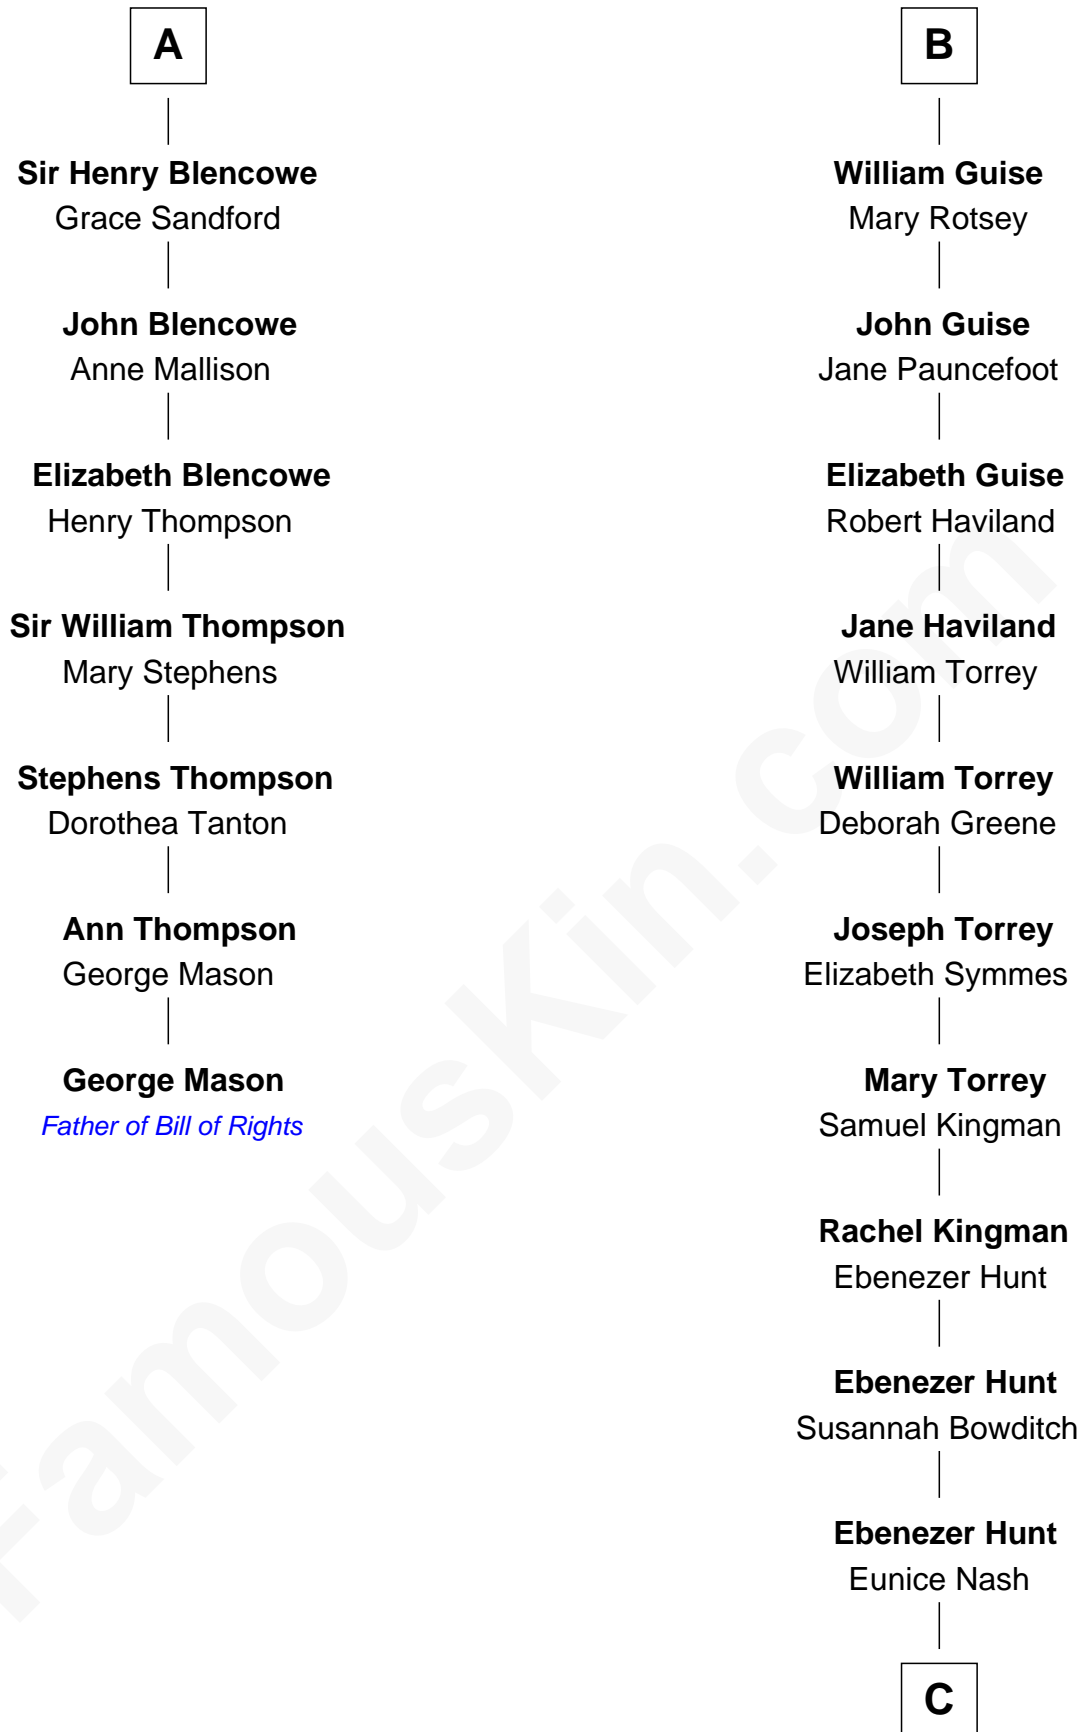 A
Sir Henry Blencowe
Grace Sandford
John Blencowe
Anne Mallison
Elizabeth Blencowe
Henry Thompson
Sir William Thompson
Mary Stephens
Stephens Thompson
Dorothea Tanton
Ann Thompson
George Mason
George Mason
Father of Bill of Rights
B
William Guise
Mary Rotsey
John Guise
Jane Pauncefoot
Elizabeth Guise
Robert Haviland
Jane Haviland
William Torrey
William Torrey
Deborah Greene
Joseph Torrey
Elizabeth Symmes
Mary Torrey
Samuel Kingman
Rachel Kingman
Ebenezer Hunt
Ebenezer Hunt
Susannah Bowditch
Ebenezer Hunt
Eunice Nash
C
FamousKin.com